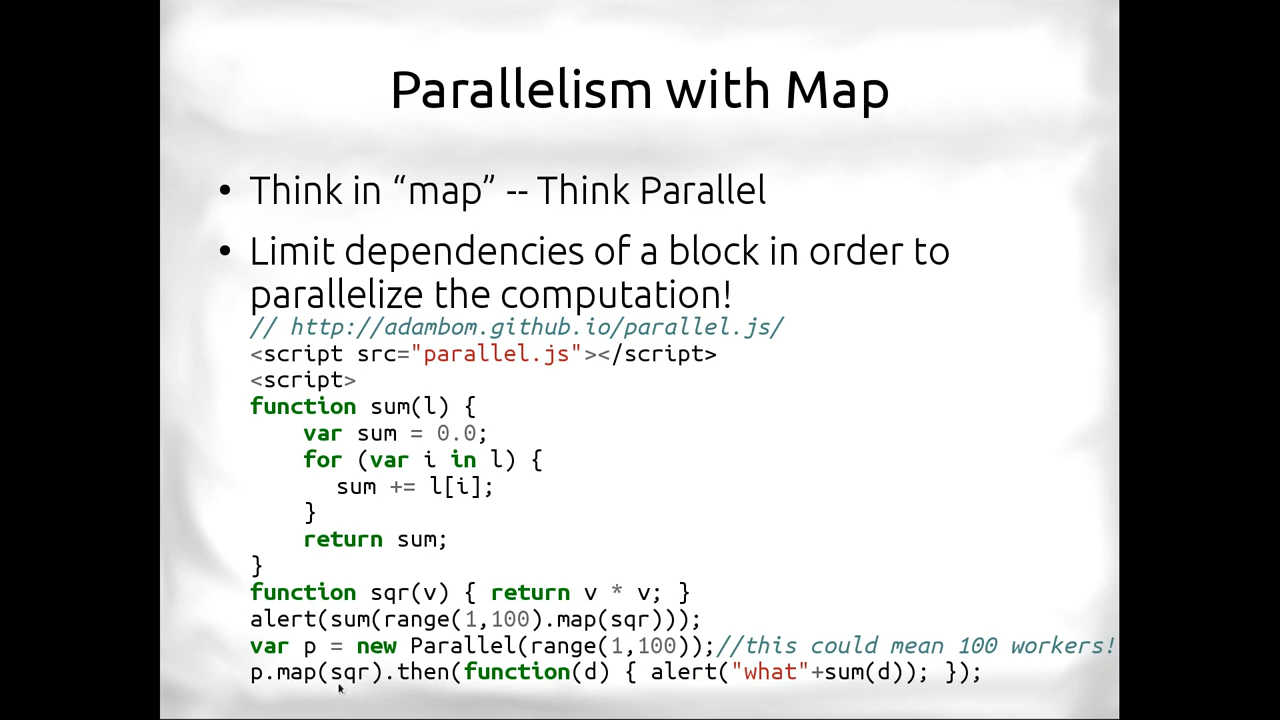 Parallelism with Map
• Think in “map” -- Think Parallel
• Limit dependencies of a block in order to
parallelize the computation!
// http://adambom.github.io/parallel.js/
<script src="parallel.js"></script>
<script>
function sum(l) {
    var sum = 0.0;
    for (var i in l) {
      sum += l[i];
    }
    return sum;
}
function sqr(v) { return v * v; }
alert(sum(range(1,100).map(sqr)));
var p = new Parallel(range(1,100));//this could mean 100 workers!
p.map(sqr).then(function(d) { alert("what"+sum(d)); });